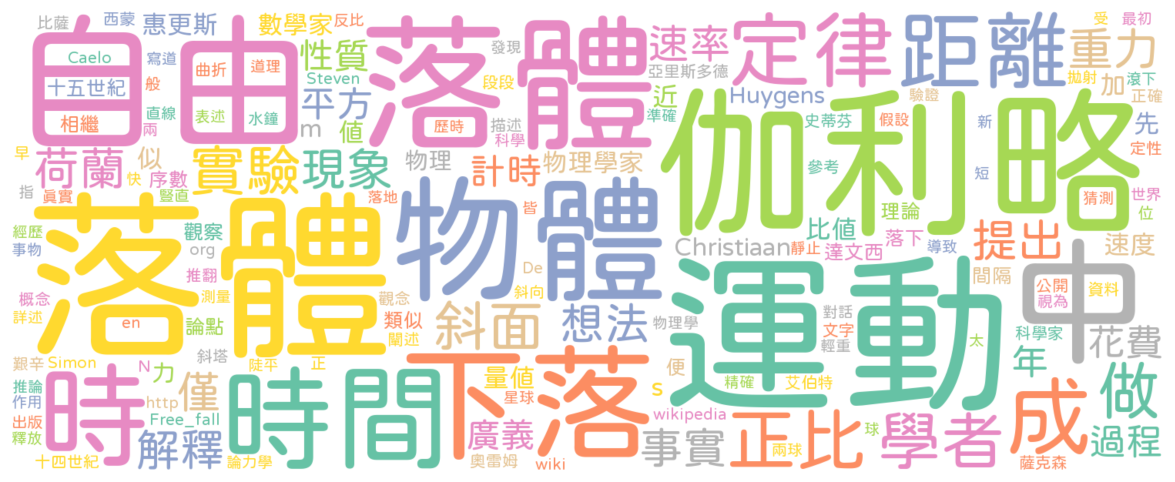 比薩 西蒙 惠更斯 數學家 反比 自由落體 發現 速率 定律 距離 受 最初
Caelo 寫道 性質 重力
十五世紀 般 曲折 道理 Steven 段段 亞里斯多德 加 拋射 滾下
直線 平方 近 Huygens 驗證 正確
相繼 兩 表述 水鐘 m 值 歷時 描述 科學 準確 史蒂芬 假設 新 先
早 荷蘭 似 實驗 現象 物理 計時 物理學家 伽利略 參考 定性
指 快 序數 短 世界
眞實 豎直 落地 皆 理論 猜測 位
經歷 落體 觀察 物體 比值 落下 提出 中
事物 org Christiaan 靜止 達文西 導致 速度
推翻 De 間隔
概念 測量 觀念 斜向 運動 公開 視為 資料
詳述 en 論點 類似 斜面 想法 物理學 對話 文字 科學家
闡述 輕重 太 花費
艱辛 Simon N 力 斜塔 陡平 正 下落 便 年
推論 時 http 僅 時間 量值 s 精確 艾伯特 成 做
作用 星球
出版 Free_fall 廣義 wikipedia 球
釋放 解釋 奧雷姆 事實 正比 兩球 學者 過程
十四世紀 論力學 wiki 薩克森